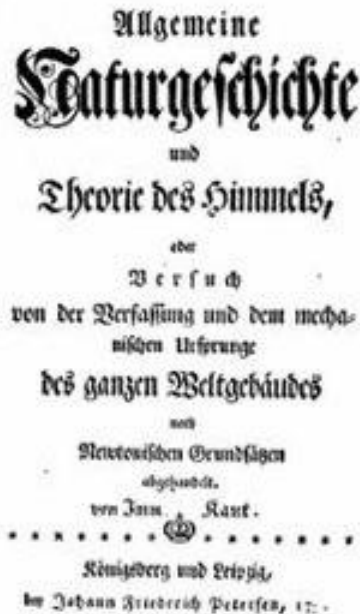 Allgemeine
Naturgeschichte
und
Theorie des Himmels,
oder
Versuch
von der Verfassung und dem mecha-
nischen Ursprunge
des ganzen Weltgebäudes
nach
Newtonischen Grundsätzen
abgehandelt.
von Imm. Kant.
Königsberg und Leipzig,
bey Johann Friederich Petersen, 17